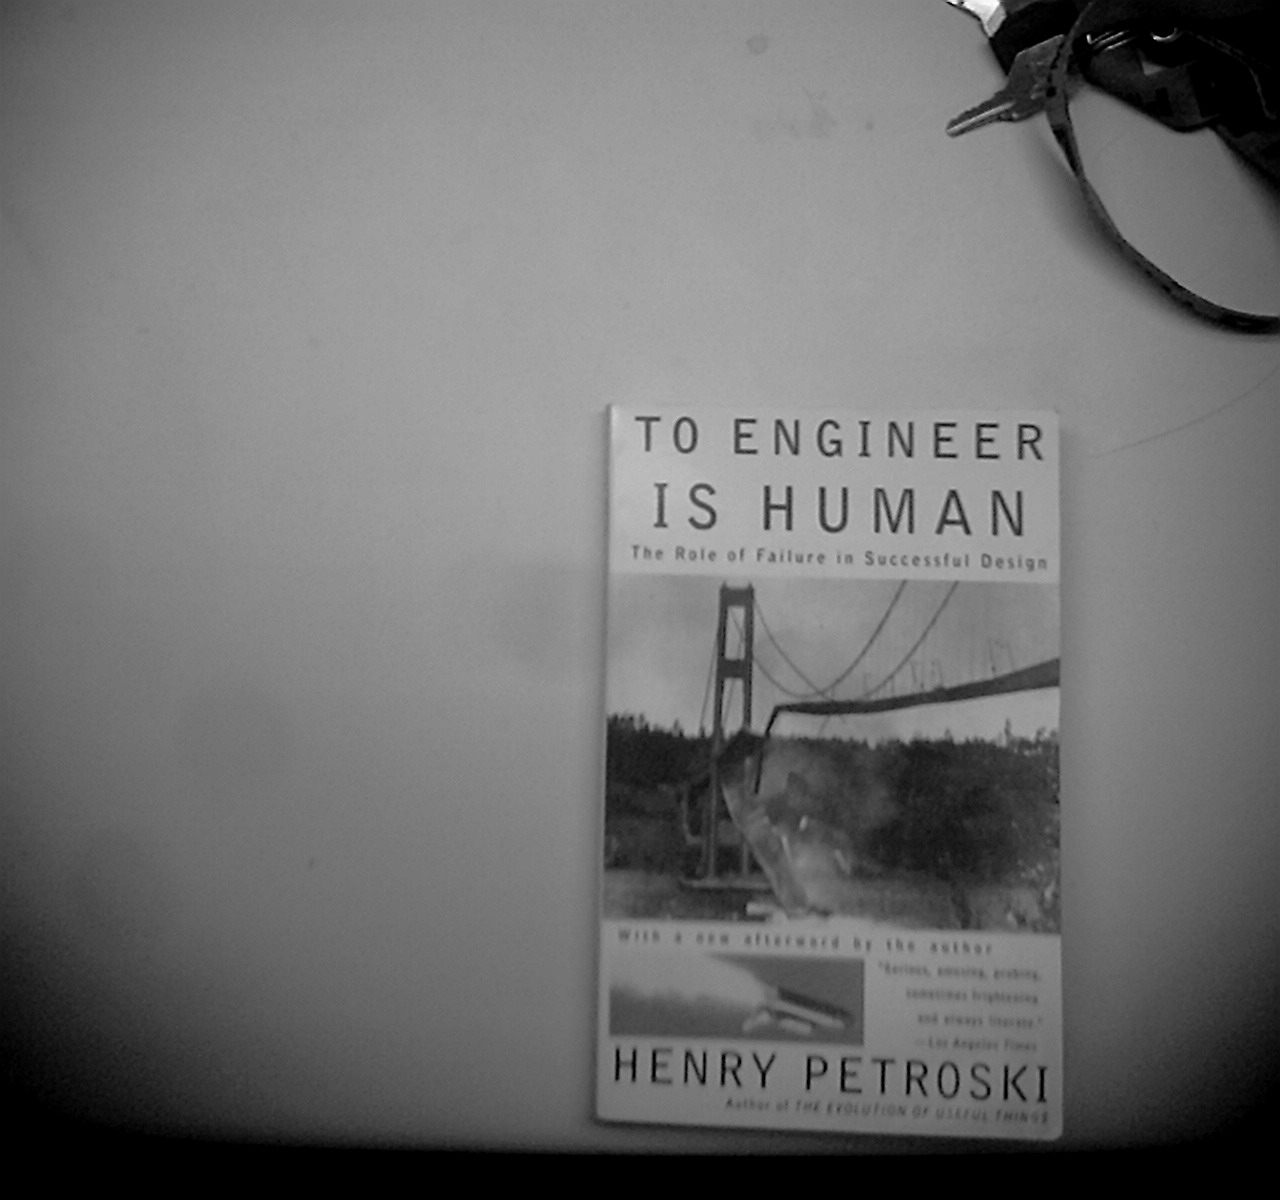 TO ENGINEER
IS HUMAN
The Role of Failure in Successful Design
With a new afterword by the author
"Serious, amusing, probing,
sometimes frightening
and always literate."
—Los Angeles Times
HENRY PETROSKI
Author of THE EVOLUTION OF USEFUL THINGS